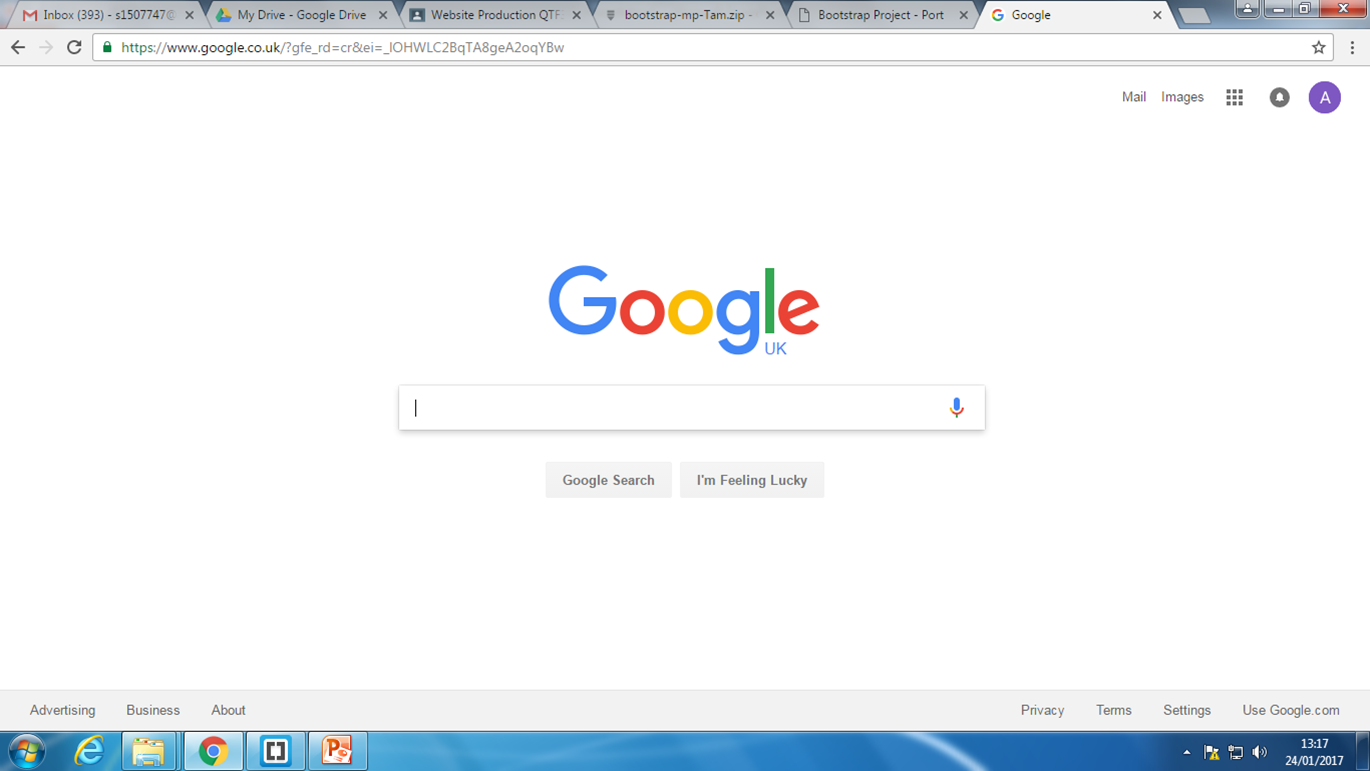 Inbox (393) - s1507747@
My Drive - Google Drive
Website Production QTF:
bootstrap-mp-Tam.zip -
Bootstrap Project - Port
Google
https://www.google.co.uk/?gfe_rd=cr&ei=_lOHWLC2BqTA8geA2oqYBw
Mail Images
A
Google
UK
Google Search I'm Feeling Lucky
Advertising Business About Privacy Terms Settings Use Google.com
13:17
24/01/2017